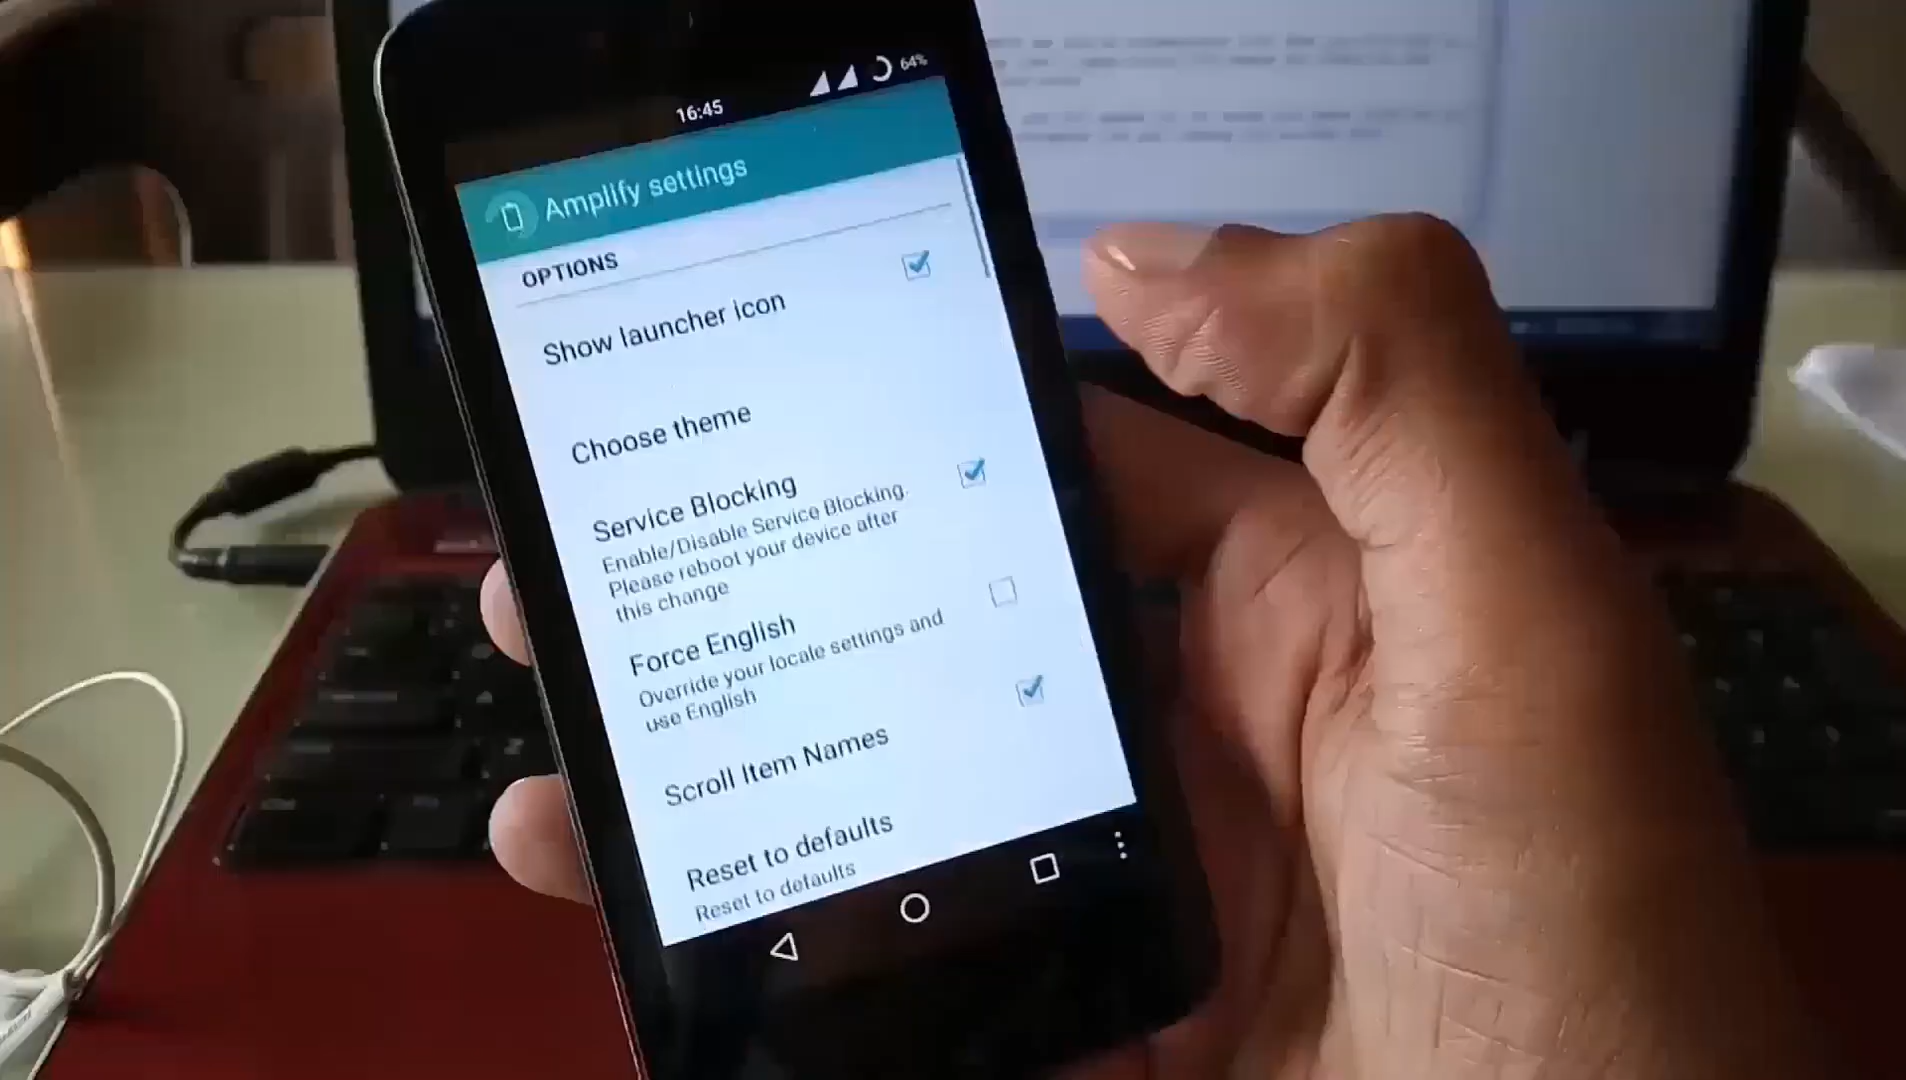 64%
16:45
Amplify settings
OPTIONS
Show launcher icon
Choose theme
Service Blocking
Enable/Disable Service Blocking.
Please reboot your device after
this change
Force English
Override your locale settings and
use English
Scroll Item Names
Reset to defaults
Reset to defaults